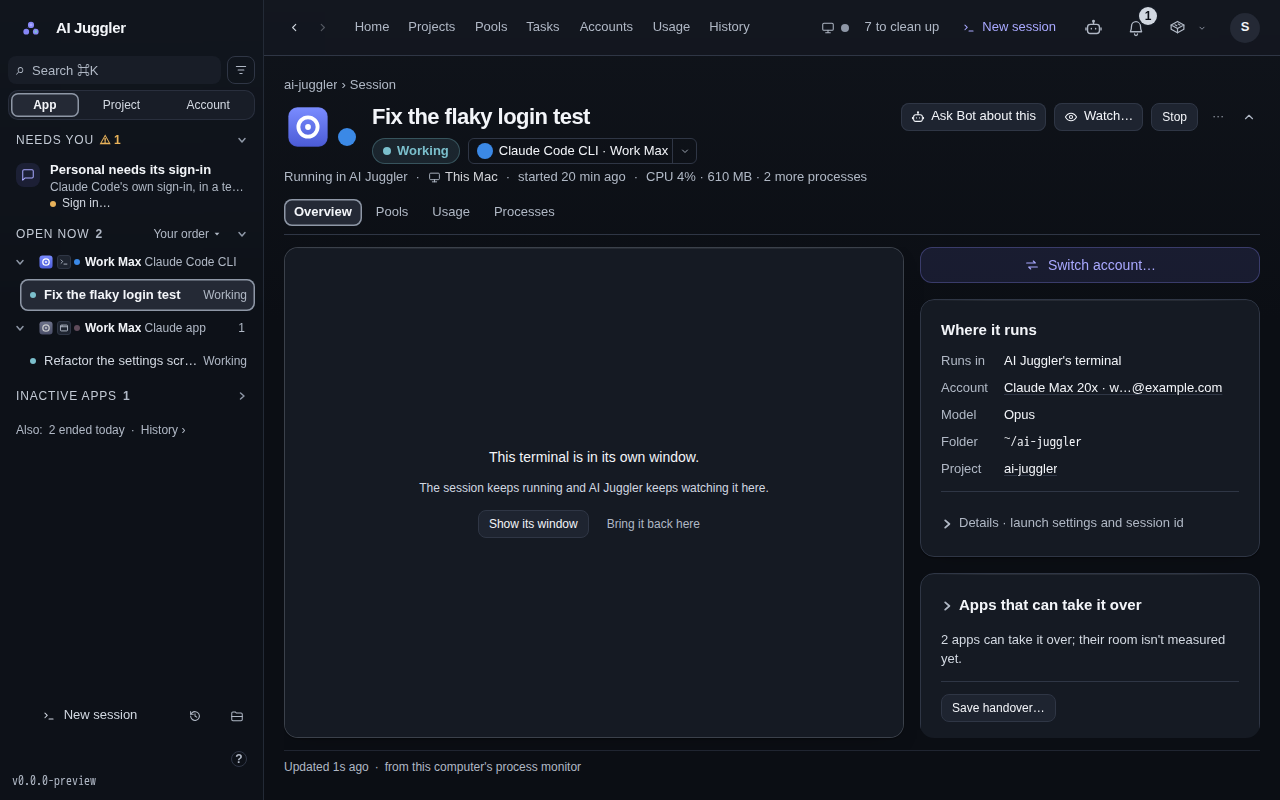 AI Juggler
Home Projects Pools Tasks Accounts Usage History
7 to clean up
New session
1
S
Search ⌘K
App Project Account
NEEDS YOU 1
Personal needs its sign-in
Claude Code's own sign-in, in a te…
Sign in…
OPEN NOW 2 Your order
Work Max Claude Code CLI
Fix the flaky login test Working
Work Max Claude app 1
Refactor the settings scr… Working
INACTIVE APPS 1
Also: 2 ended today · History ›
New session
?
v0.0.0-preview
ai-juggler › Session
Fix the flaky login test
Ask Bot about this Watch… Stop ···
Working
Claude Code CLI · Work Max
Running in AI Juggler · This Mac · started 20 min ago · CPU 4% · 610 MB · 2 more processes
Overview Pools Usage Processes
This terminal is in its own window.
The session keeps running and AI Juggler keeps watching it here.
Show its window Bring it back here
Switch account…
Where it runs
Runs in AI Juggler's terminal
Account Claude Max 20x · w…@example.com
Model Opus
Folder ~/ai-juggler
Project ai-juggler
Details · launch settings and session id
Apps that can take it over
2 apps can take it over; their room isn't measured
yet.
Save handover…
Updated 1s ago · from this computer's process monitor